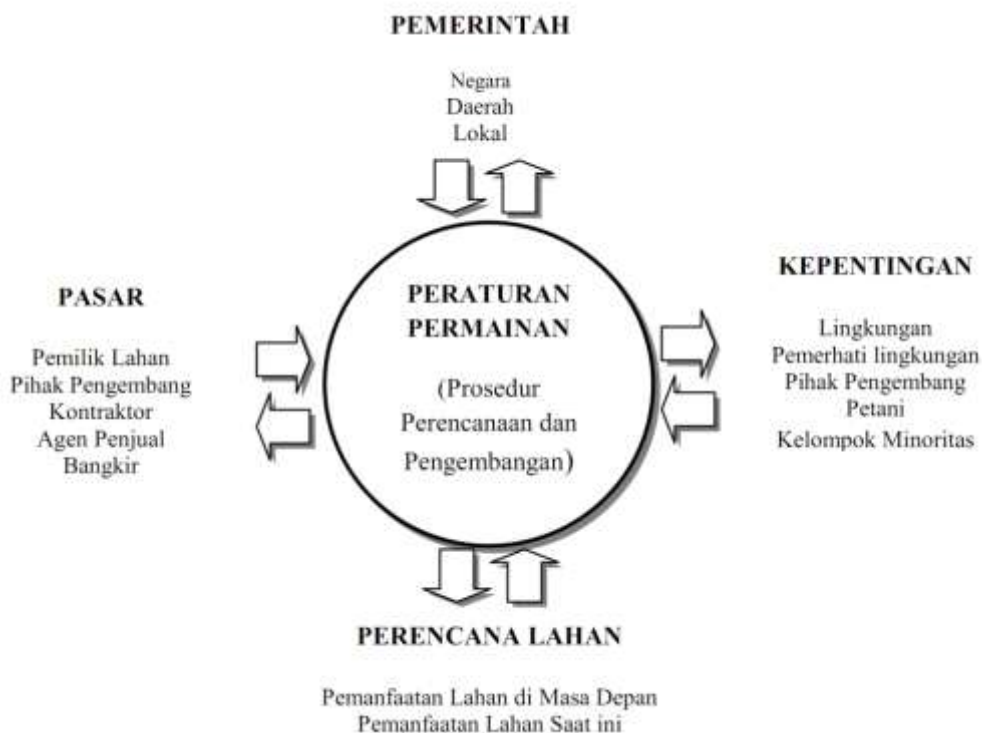 PEMERINTAH
Negara
Daerah
Lokal
PASAR
Pemilik Lahan
Pihak Pengembang
Kontraktor
Agen Penjual
Bangkir
PERATURAN
PERMAINAN
(Prosedur
Perencanaan dan
Pengembangan)
KEPENTINGAN
Lingkungan
Pemerhati lingkungan
Pihak Pengembang
Petani
Kelompok Minoritas
PERENCANA LAHAN
Pemanfaatan Lahan di Masa Depan
Pemanfaatan Lahan Saat ini